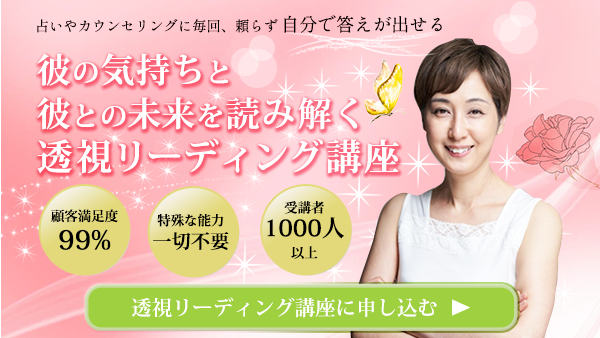 占いやカウンセリングに毎回、頼らず 自分で答えが出せる
彼の気持ちと
彼との未来を読み解く
透視リーディング講座
顧客満足度
99%
特殊な能力
一切不要
受講者
1000人
以上
透視リーディング講座に申し込む ▶